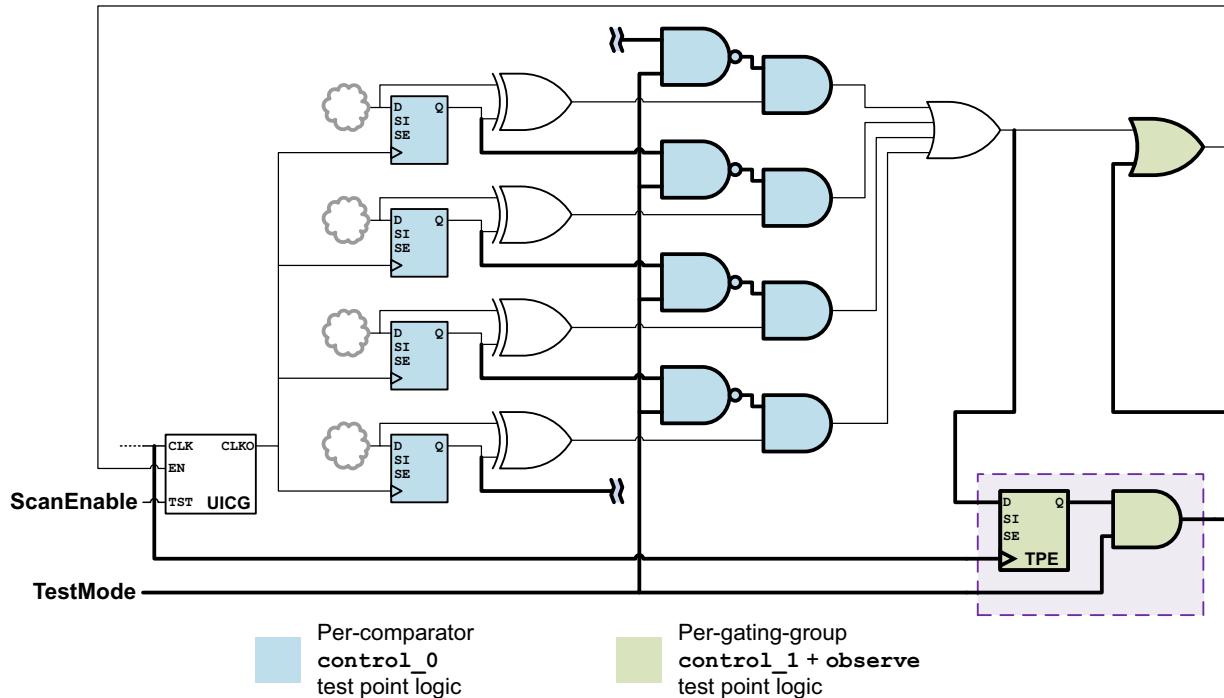 D Q
SI
SE
D Q
SI
SE
D Q
SI
SE
D Q
SI
SE
CLK CLKO
EN
TST UICG
ScanEnable
D Q
SI
SE
TPE
TestMode
Per-comparator
control_0
test point logic
Per-gating-group
control_1 + observe
test point logic